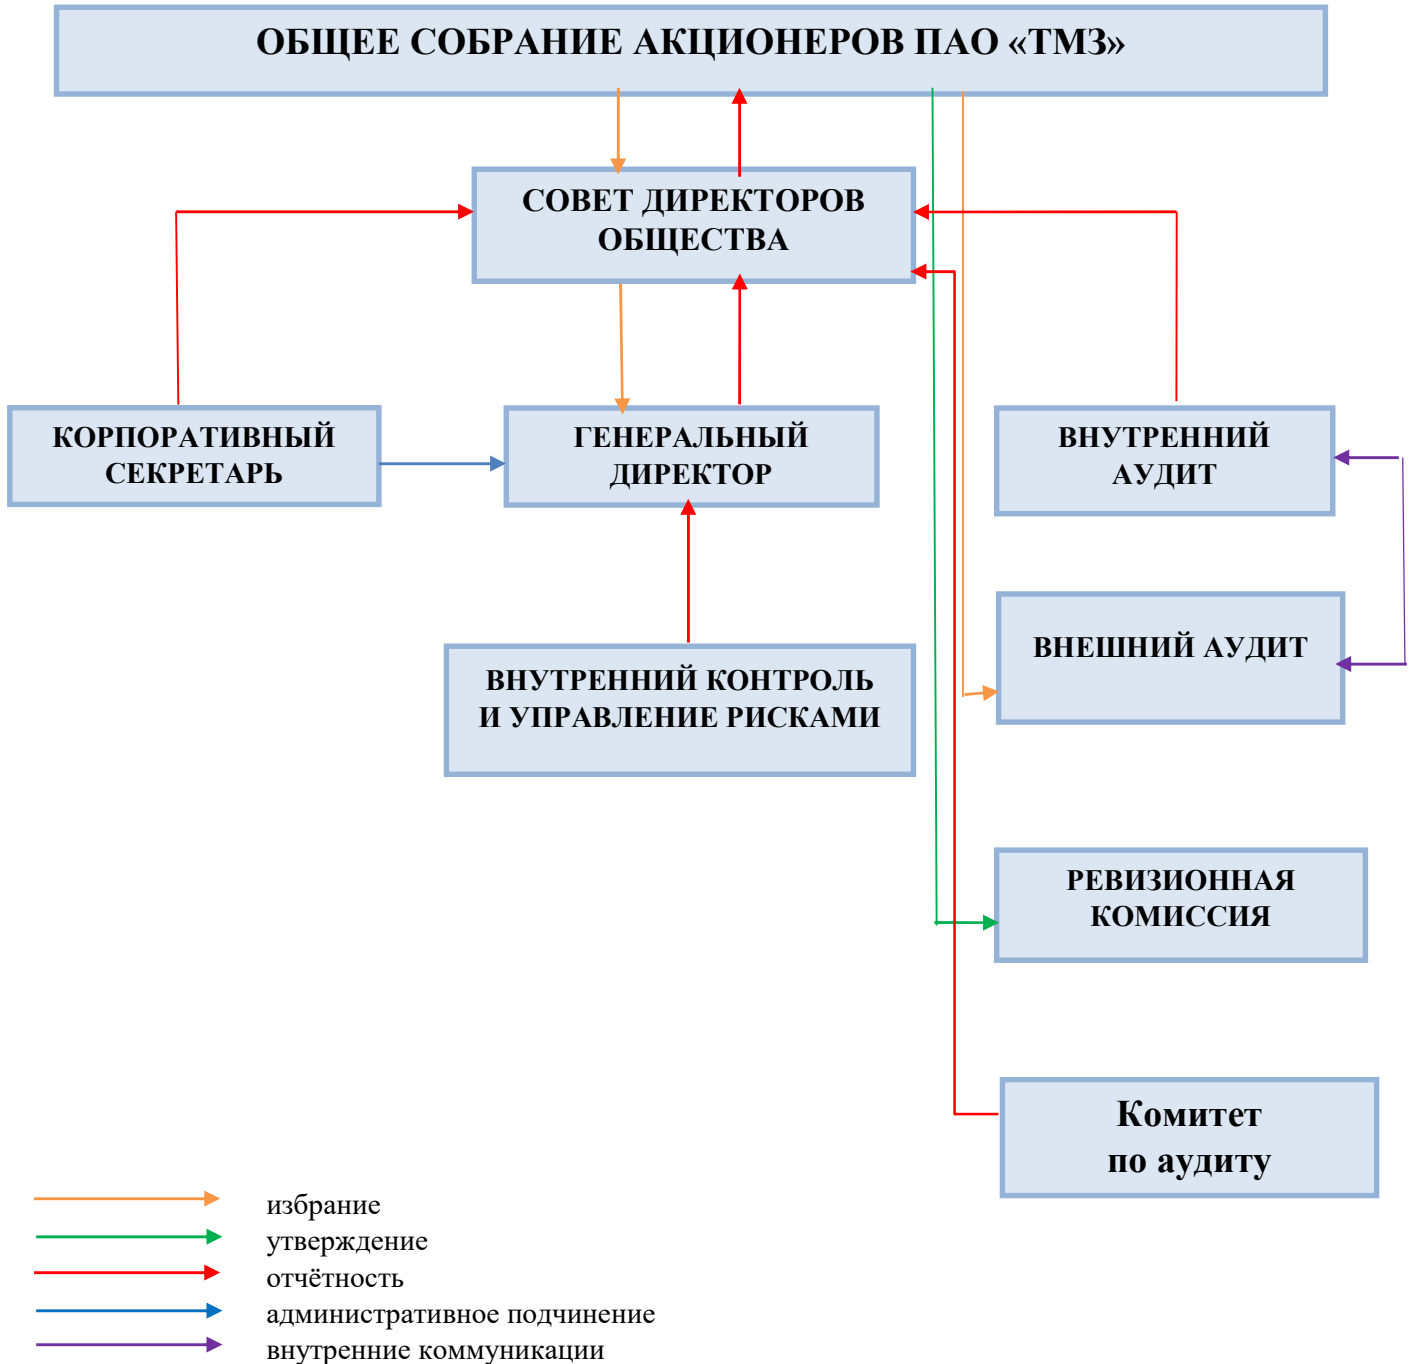 ОБЩЕЕ СОБРАНИЕ АКЦИОНЕРОВ ПАО «ТМЗ»
СОВЕТ ДИРЕКТОРОВ
ОБЩЕСТВА
КОРПОРАТИВНЫЙ
СЕКРЕТАРЬ
ГЕНЕРАЛЬНЫЙ
ДИРЕКТОР
ВНУТРЕННИЙ
АУДИТ
ВНЕШНИЙ АУДИТ
ВНУТРЕННИЙ КОНТРОЛЬ
И УПРАВЛЕНИЕ РИСКАМИ
РЕВИЗИОННАЯ
КОМИССИЯ
Комитет
по аудиту
избрание
утверждение
отчётность
административное подчинение
внутренние коммуникации